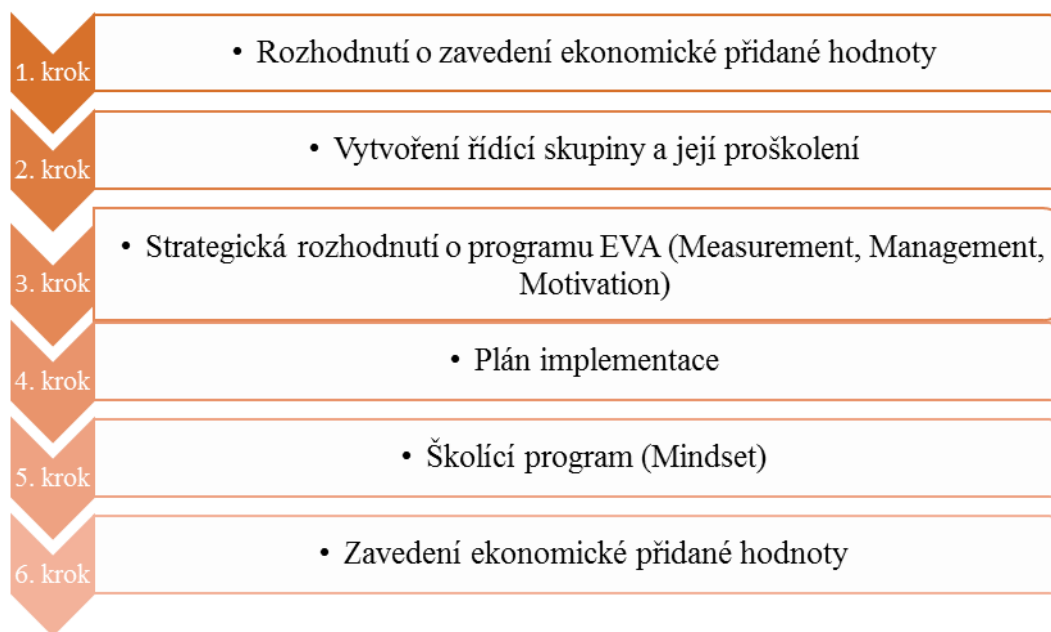 1. krok
• Rozhodnutí o zavedení ekonomické přidané hodnoty
2. krok
• Vytvoření řídící skupiny a její proškolení
3. krok
• Strategická rozhodnutí o programu EVA (Measurement, Management,
Motivation)
4. krok
• Plán implementace
5. krok
• Školící program (Mindset)
6. krok
• Zavedení ekonomické přidané hodnoty